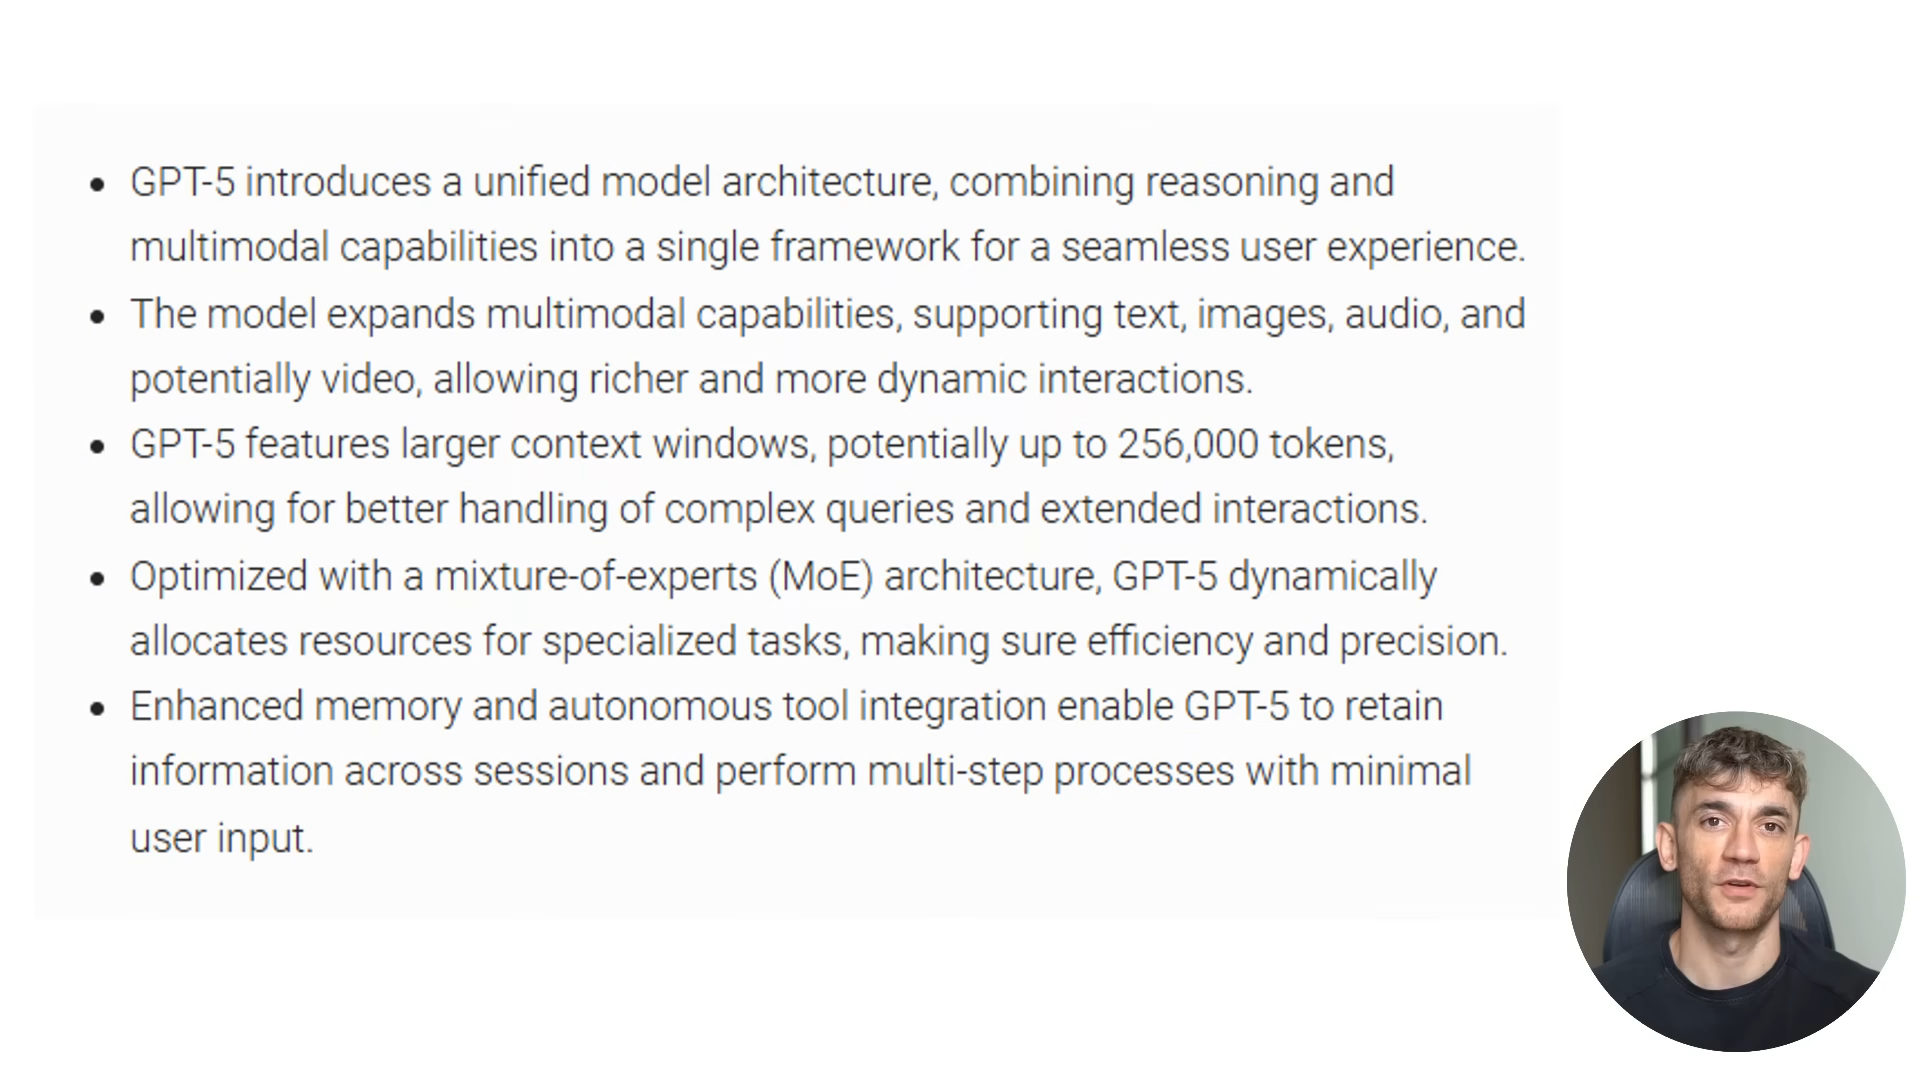 • GPT-5 introduces a unified model architecture, combining reasoning and
multimodal capabilities into a single framework for a seamless user experience.
• The model expands multimodal capabilities, supporting text, images, audio, and
potentially video, allowing richer and more dynamic interactions.
• GPT-5 features larger context windows, potentially up to 256,000 tokens,
allowing for better handling of complex queries and extended interactions.
• Optimized with a mixture-of-experts (MoE) architecture, GPT-5 dynamically
allocates resources for specialized tasks, making sure efficiency and precision.
• Enhanced memory and autonomous tool integration enable GPT-5 to retain
information across sessions and perform multi-step processes with minimal
user input.